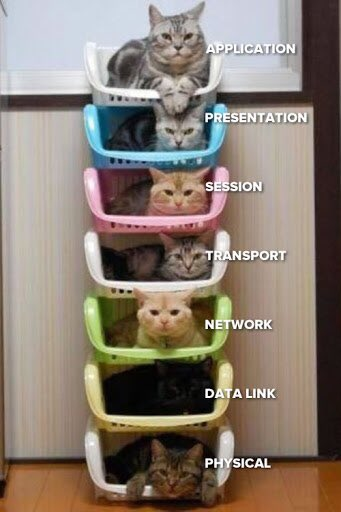 APPLICATION
PRESENTATION
SESSION
TRANSPORT
NETWORK
DATA LINK
PHYSICAL